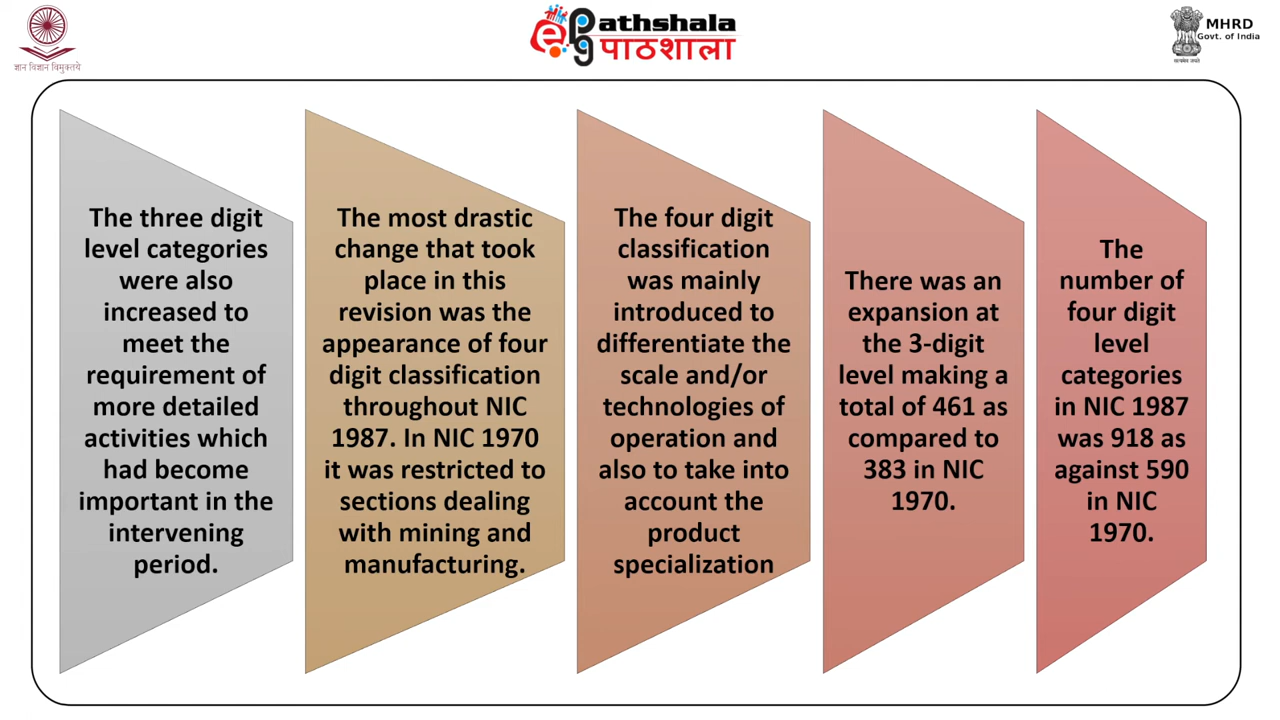 ज्ञान विज्ञान विमुक्तये
ePg Pathshala
पाठशाला
MHRD
Govt. of India
सत्यमेव जयते
The three digit
level categories
were also
increased to
meet the
requirement of
more detailed
activities which
had become
important in the
intervening
period.
The most drastic
change that took
place in this
revision was the
appearance of four
digit classification
throughout NIC
1987. In NIC 1970
it was restricted to
sections dealing
with mining and
manufacturing.
The four digit
classification
was mainly
introduced to
differentiate the
scale and/or
technologies of
operation and
also to take into
account the
product
specialization
There was an
expansion at
the 3-digit
level making a
total of 461 as
compared to
383 in NIC
1970.
The
number of
four digit
level
categories
in NIC 1987
was 918 as
against 590
in NIC
1970.